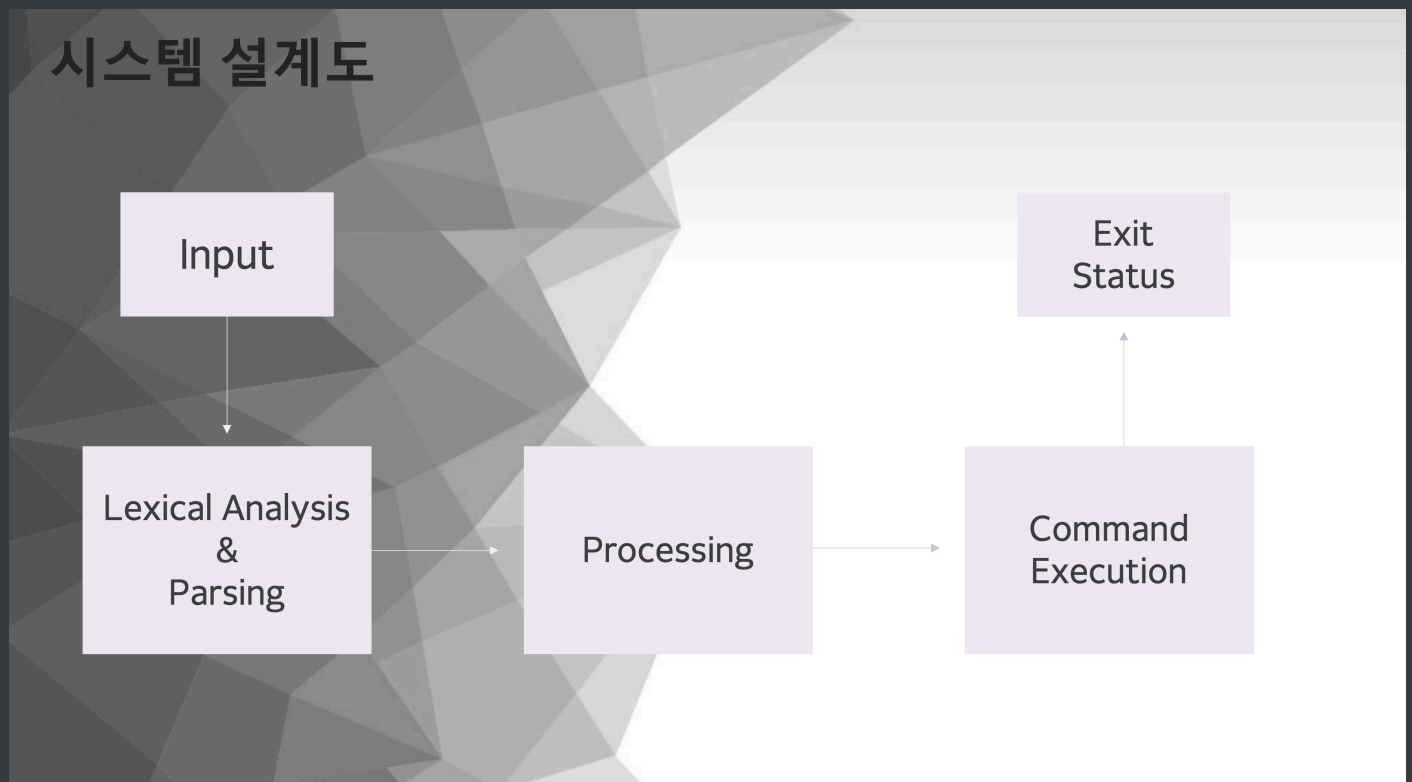 시스템 설계도
Input
Exit
Status
Lexical Analysis
&
Parsing
Processing
Command
Execution